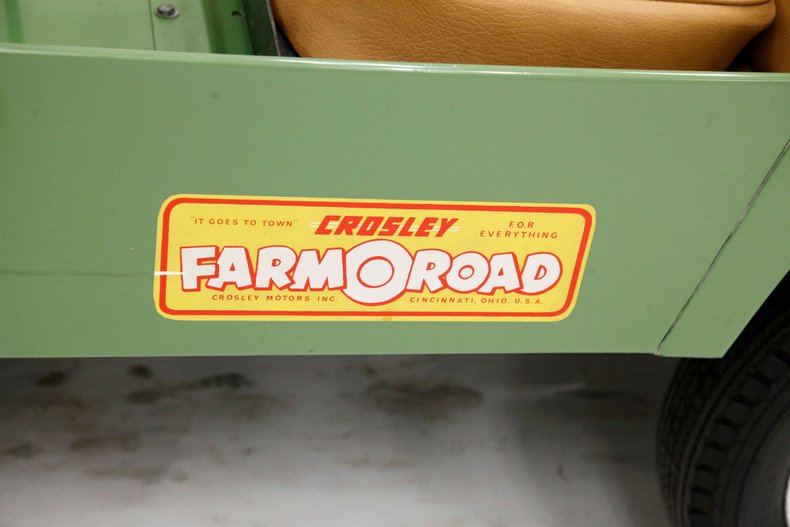 "IT GOES TO TOWN" CROSLEY FOR EVERYTHING
FARMOROAD
CROSLEY MOTORS INC. CINCINNATI, OHIO, U.S.A.